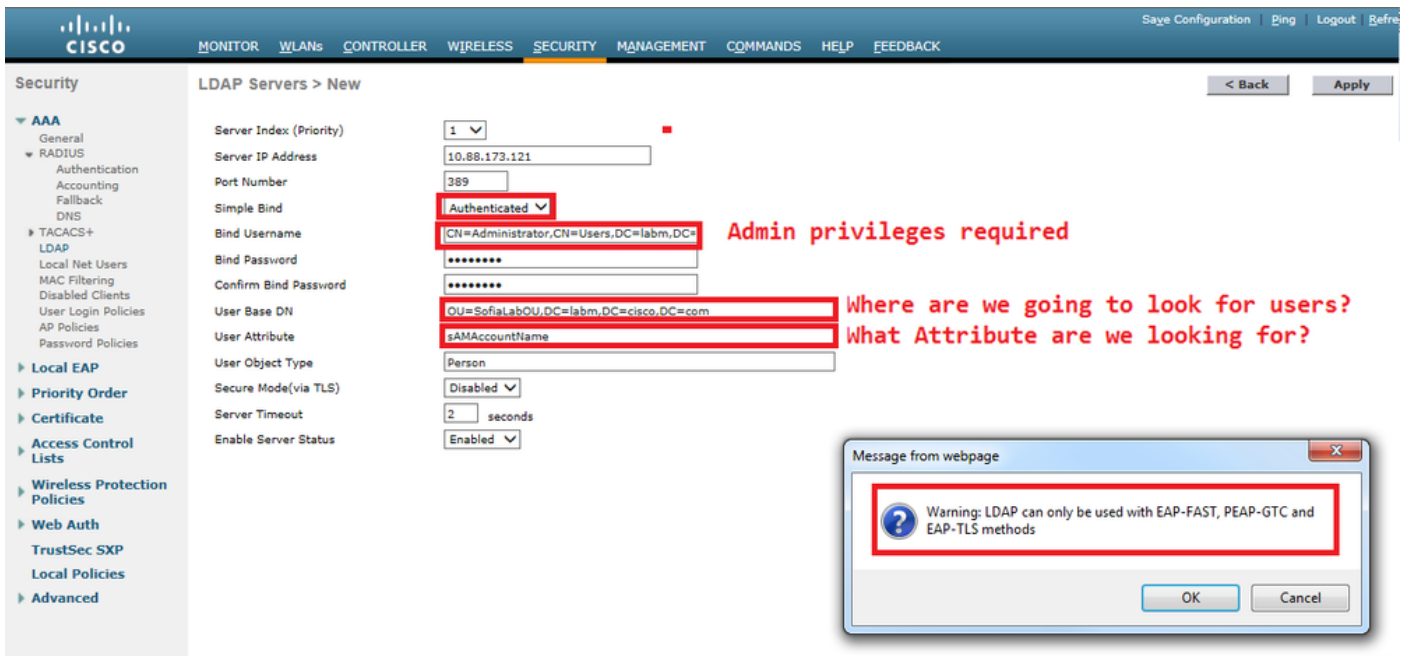 Save Configuration | Ping | Logout | Refre
CISCO
MONITOR WLANs CONTROLLER WIRELESS SECURITY MANAGEMENT COMMANDS HELP FEEDBACK
Security
AAA
General
RADIUS
Authentication
Accounting
Fallback
DNS
TACACS+
LDAP
Local Net Users
MAC Filtering
Disabled Clients
User Login Policies
AP Policies
Password Policies
Local EAP
Priority Order
Certificate
Access Control
Lists
Wireless Protection
Policies
Web Auth
TrustSec SXP
Local Policies
Advanced
LDAP Servers > New
< Back
Apply
Server Index (Priority) 1
Server IP Address 10.88.173.121
Port Number 389
Simple Bind Authenticated
Bind Username CN=Administrator,CN=Users,DC=labm,DC= Admin privileges required
Bind Password ••••••••
Confirm Bind Password ••••••••
User Base DN OU=SofiaLabOU,DC=labm,DC=cisco,DC=com Where are we going to look for users?
User Attribute sAMAccountName What Attribute are we looking for?
User Object Type Person
Secure Mode(via TLS) Disabled
Server Timeout 2 seconds
Enable Server Status Enabled
Message from webpage
x
Warning: LDAP can only be used with EAP-FAST, PEAP-GTC and
EAP-TLS methods
OK
Cancel